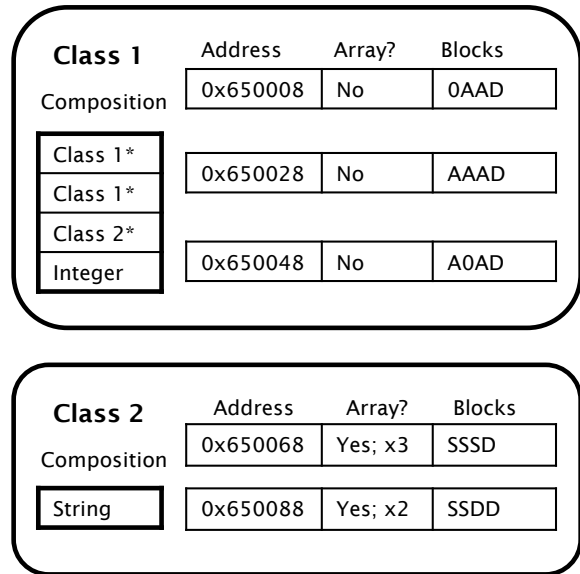 Class 1 Address Array? Blocks
Composition 0x650008 No 0AAD
Class 1*
0x650028 No AAAD
Class 1*
Class 2*
0x650048 No A0AD
Integer
Class 2 Address Array? Blocks
Composition 0x650068 Yes; x3 SSSD
String 0x650088 Yes; x2 SSDD